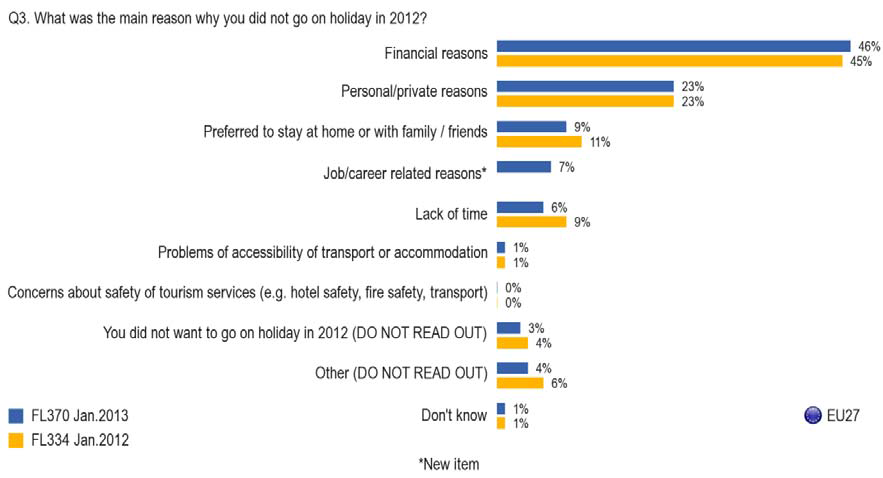 Q3. What was the main reason why you did not go on holiday in 2012?
Financial reasons 46%
45%
Personal/private reasons 23%
23%
Preferred to stay at home or with family / friends 9%
11%
Job/career related reasons* 7%
Lack of time 6%
9%
Problems of accessibility of transport or accommodation 1%
1%
Concerns about safety of tourism services (e.g. hotel safety, fire safety, transport) 0%
0%
You did not want to go on holiday in 2012 (DO NOT READ OUT) 3%
4%
Other (DO NOT READ OUT) 4%
6%
Don't know 1%
1%
FL370 Jan.2013
FL334 Jan.2012
EU27
*New item